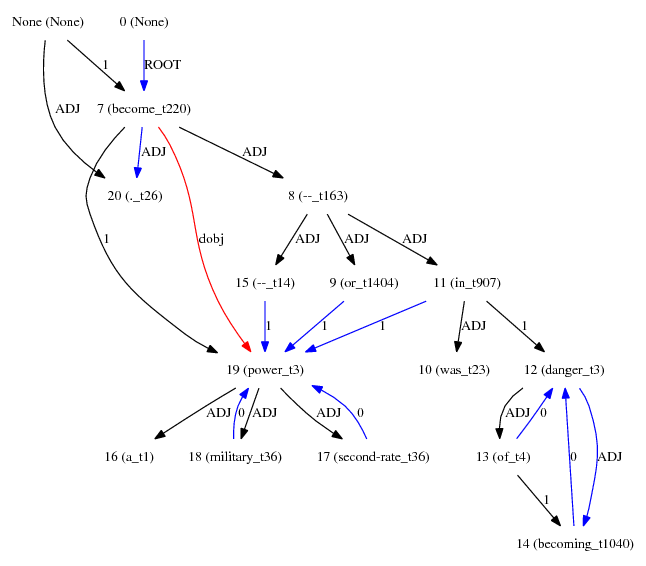 None (None) 0 (None)
1 ROOT
ADJ 7 (become_t220)
ADJ ADJ
20 (._t26) 8 (--_t163)
1 dobj ADJ ADJ ADJ
15 (--_t14) 9 (or_t1404) 11 (in_t907)
1 1 1 ADJ 1
19 (power_t3) 10 (was_t23) 12 (danger_t3)
ADJ 0 ADJ ADJ 0 ADJ 0
16 (a_t1) 18 (military_t36) 17 (second-rate_t36) 13 (of_t4) 0 ADJ
1
14 (becoming_t1040)